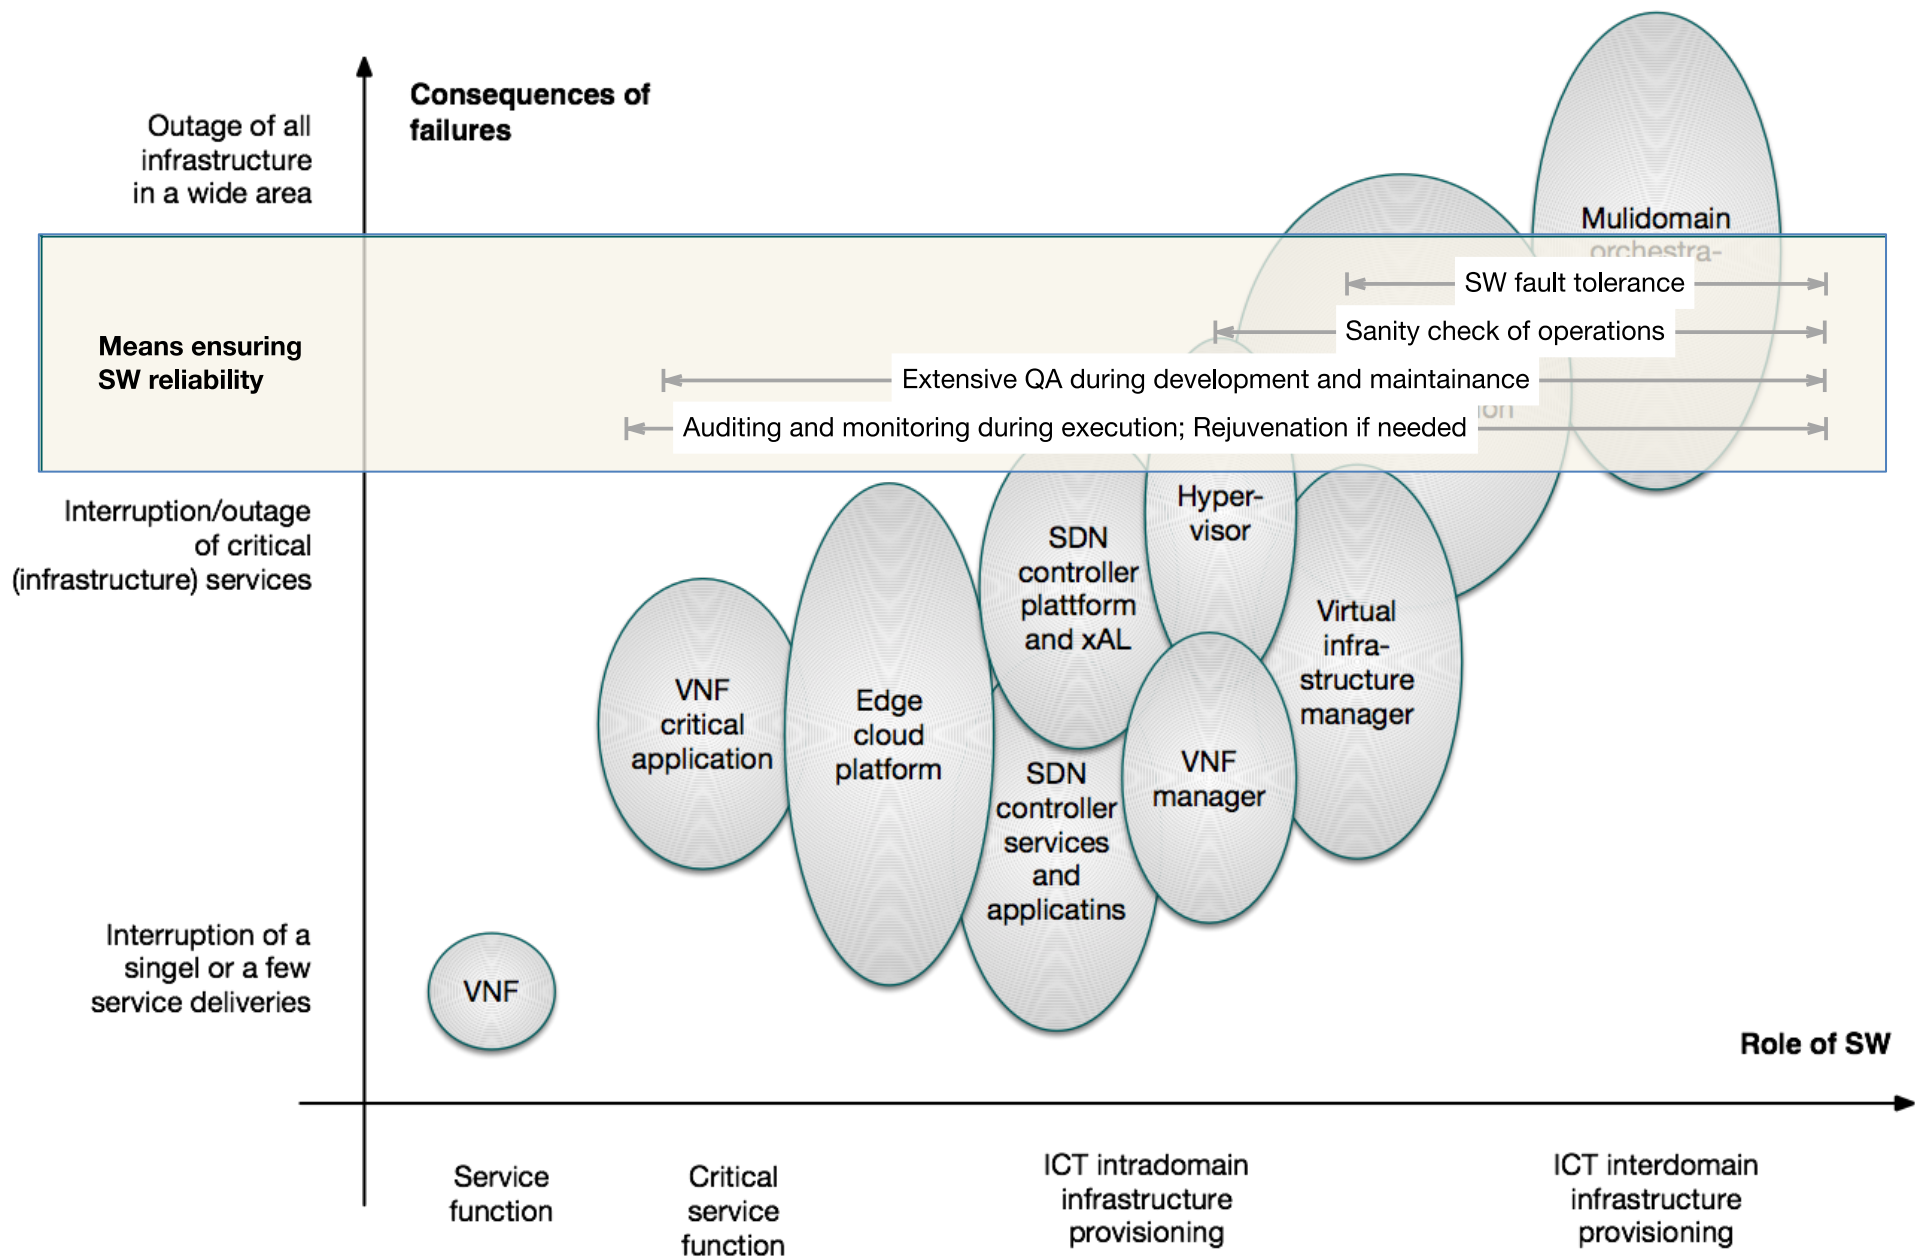 Consequences of
failures
Outage of all
infrastructure
in a wide area
Mulidomain
orchestra-
SW fault tolerance
Sanity check of operations
Means ensuring
SW reliability
Extensive QA during development and maintainance
Auditing and monitoring during execution; Rejuvenation if needed
Interruption/outage
of critical
(infrastructure) services
Hyper-
visor
SDN
controller
plattform
and xAL
Virtual
infra-
structure
manager
VNF
critical
application
Edge
cloud
platform
VNF
manager
SDN
controller
services
and
applicatins
Interruption of a
singel or a few
service deliveries
VNF
Role of SW
Service
function
Critical
service
function
ICT intradomain
infrastructure
provisioning
ICT interdomain
infrastructure
provisioning